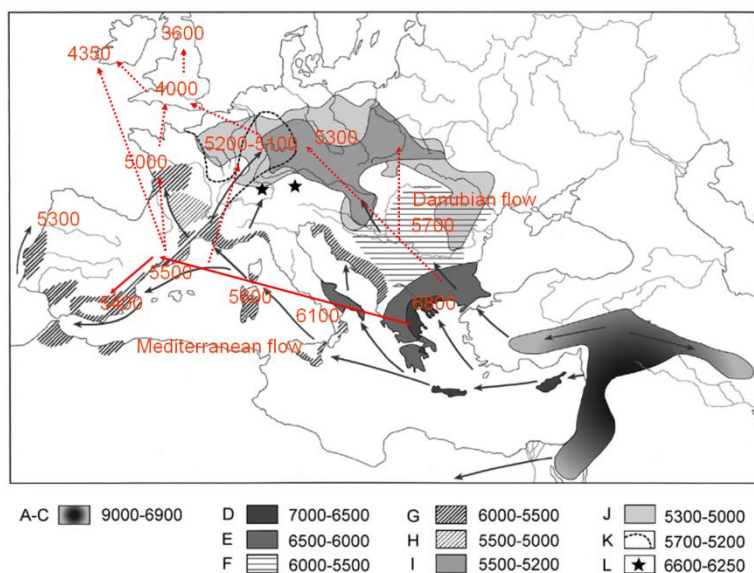 3600
4350
4000
5200-5100
5300
5000
Danubian flow
5700
5300
5500
5400
5800
6100
6800
Mediterranean flow
A-C 9000-6900
D 7000-6500
E 6500-6000
F 6000-5500
G 6000-5500
H 5500-5000
I 5500-5200
J 5300-5000
K 5700-5200
L 6600-6250